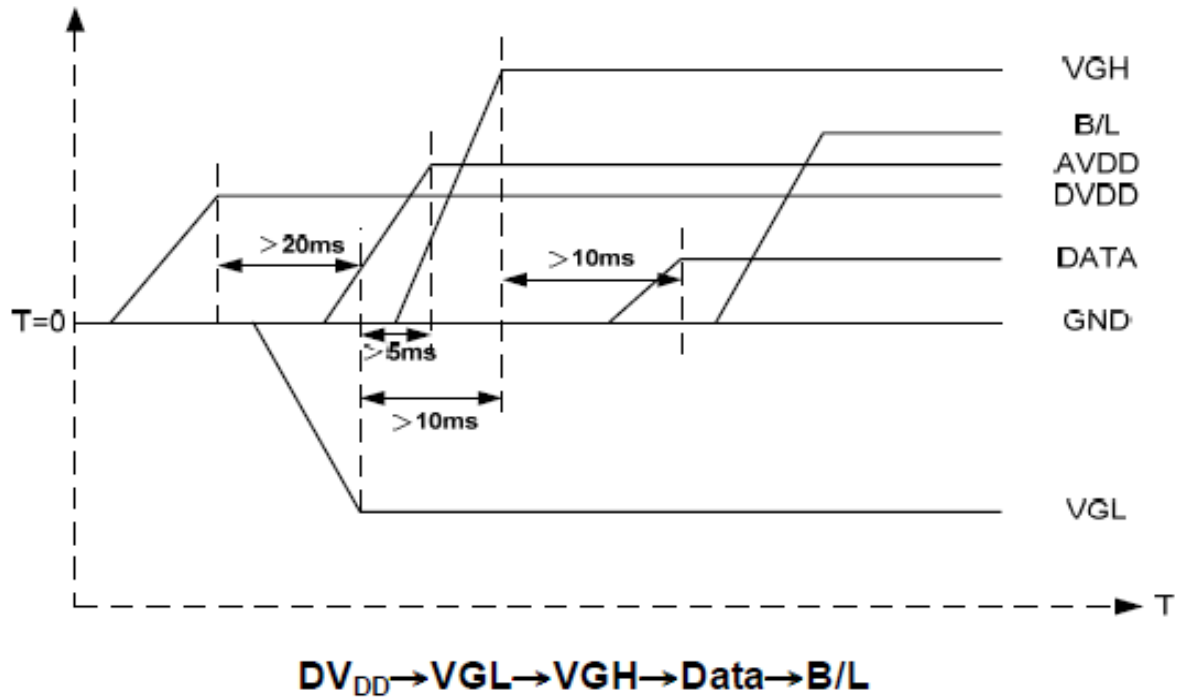 VGH
B/L
AVDD
DVDD
>20ms
>10ms
DATA
T=0
GND
>5ms
>10ms
VGL
T
DVDD→VGL→VGH→Data→B/L